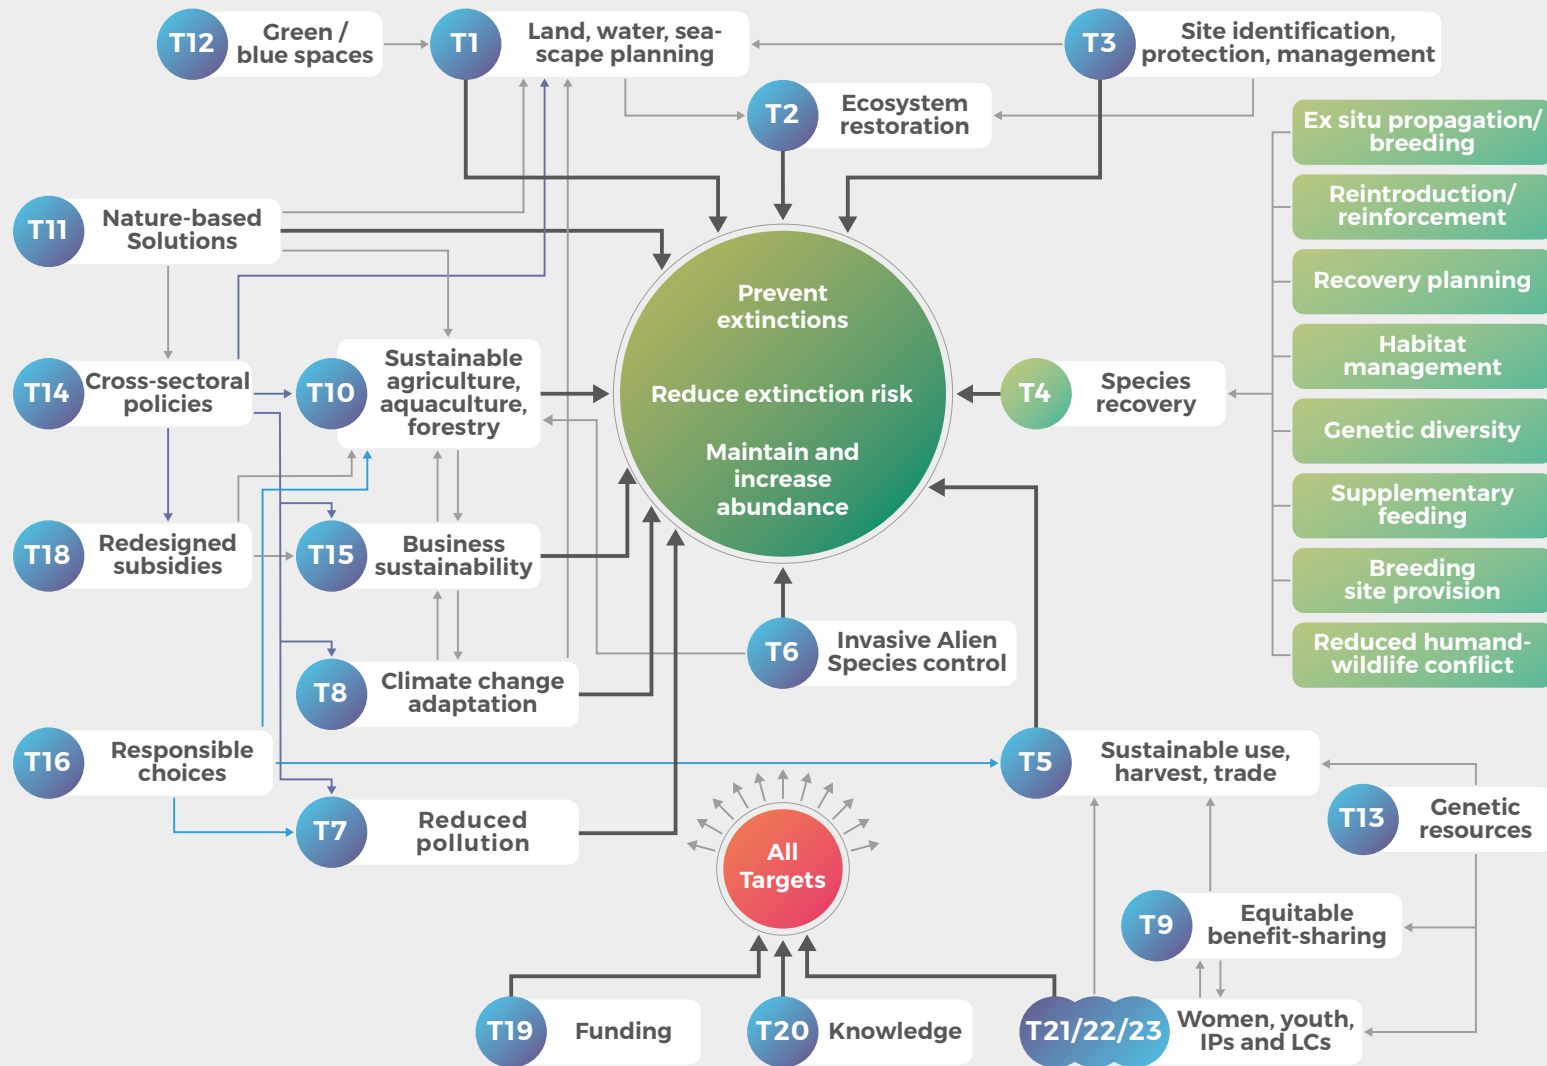 T12
Green /
blue spaces
T1
Land, water, sea-
scape planning
T3
Site identification,
protection, management
T2
Ecosystem
restoration
Ex situ propagation/
breeding
Reintroduction/
reinforcement
Recovery planning
Habitat
management
Genetic diversity
Supplementary
feeding
Breeding
site provision
Reduced human-
wildlife conflict
T11
Nature-based
Solutions
Prevent
extinctions
Reduce extinction risk
Maintain and
increase
abundance
T14
Cross-sectoral
policies
T10
Sustainable
agriculture,
aquaculture,
forestry
T4
Species
recovery
T18
Redesigned
subsidies
T15
Business
sustainability
T6
Invasive Alien
Species control
T8
Climate change
adaptation
T16
Responsible
choices
T5
Sustainable use,
harvest, trade
T7
Reduced
pollution
All
Targets
T13
Genetic
resources
T9
Equitable
benefit-sharing
T19
Funding
T20
Knowledge
T21/22/23
Women, youth,
IPs and LCs